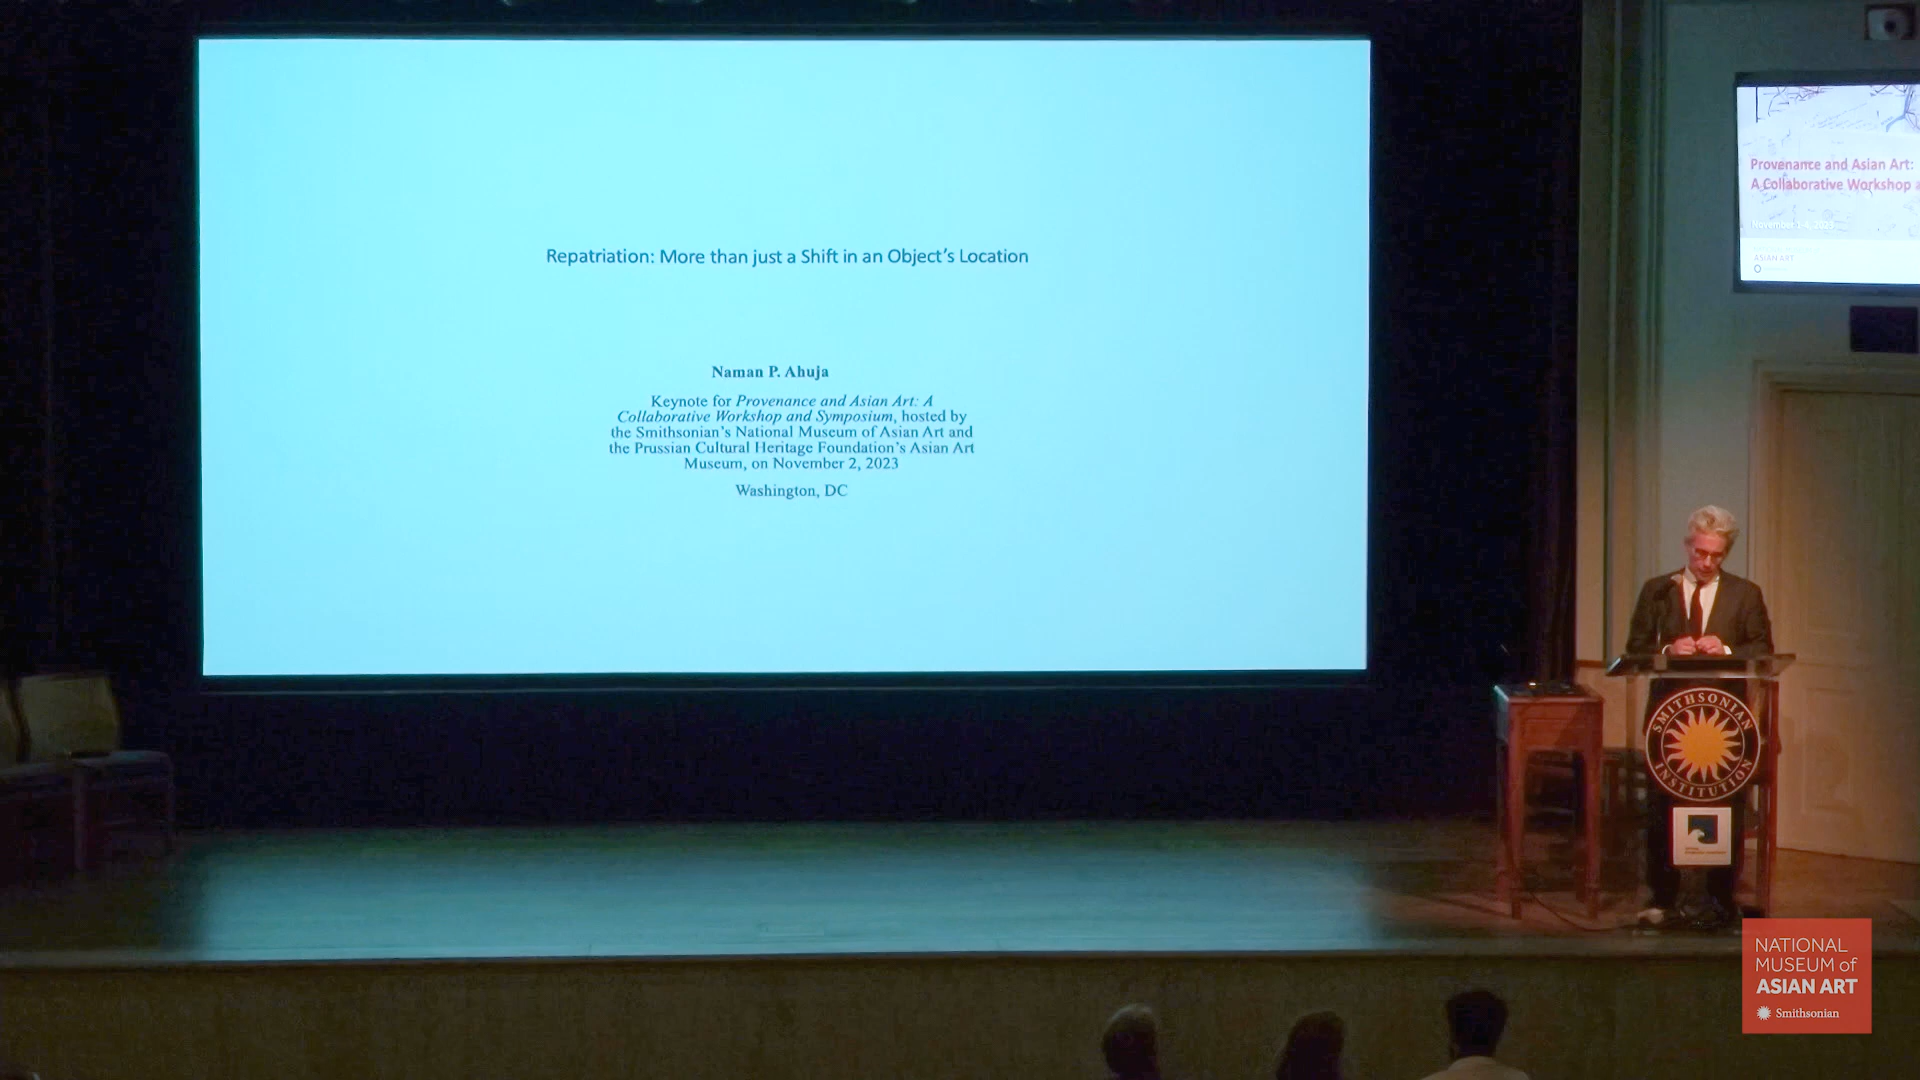 Repatriation: More than just a Shift in an Object's Location
Naman P. Ahuja
Keynote for Provenance and Asian Art: A
Collaborative Workshop and Symposium, hosted by
the Smithsonian's National Museum of Asian Art and
the Prussian Cultural Heritage Foundation's Asian Art
Museum, on November 2, 2023
Washington, DC
Provenance and Asian Art:
A Collaborative Workshop
ASIAN ART
SMITHSONIAN
INSTITUTION
NATIONAL
MUSEUM of
ASIAN ART
Smithsonian